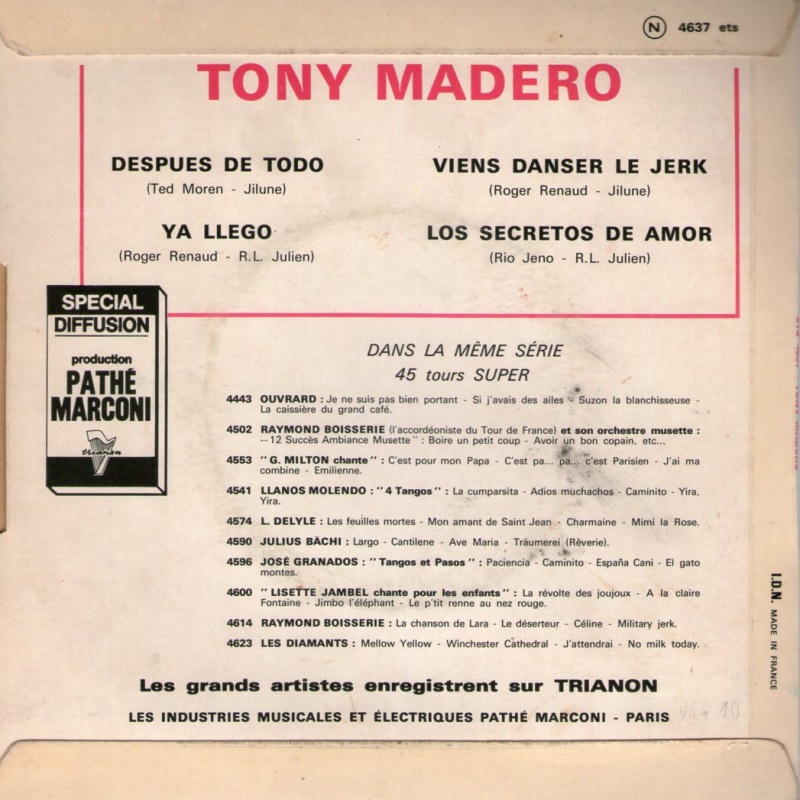 N 4637 ets
TONY MADERO
DESPUES DE TODO
(Ted Moren - Jilune)
VIENS DANSER LE JERK
(Roger Renaud - Jilune)
YA LLEGO
(Roger Renaud - R.L. Julien)
LOS SECRETOS DE AMOR
(Rio Jeno - R.L. Julien)
SPECIAL
DIFFUSION
production
PATHÉ
MARCONI
trianon
DANS LA MÊME SÉRIE
45 tours SUPER
4443 OUVRARD : Je ne suis pas bien portant - Si j'avais des ailes - Suzon la blanchisseuse -
La caissière du grand café.
4502 RAYMOND BOISSERIE (l'accordéoniste du Tour de France) et son orchestre musette :
-- 12 Succès Ambiance Musette'' : Boire un petit coup - Avoir un bon copain, etc...
4553 "G. MILTON chante" : C'est pour mon Papa - C'est pa... pa... c'est Parisien - J'ai ma
combine - Emilienne.
4541 LLANOS MOLENDO : "4 Tangos" : La cumparsita - Adios muchachos - Caminito - Yira,
Yira.
4574 L. DELYLE : Les feuilles mortes - Mon amant de Saint Jean - Charmaine - Mimi la Rose.
4590 JULIUS BÄCHI : Largo - Cantilene - Ave Maria - Träumerei (Rêverie).
4596 JOSÉ GRANADOS : "Tangos et Pasos" : Paciencia - Caminito - España Cani - El gato
montes.
4600 "LISETTE JAMBEL chante pour les enfants" : La révolte des joujoux - A la claire
Fontaine - Jimbo l'éléphant - Le p'tit renne au nez rouge.
4614 RAYMOND BOISSERIE : La chanson de Lara - Le déserteur - Céline - Military jerk.
4623 LES DIAMANTS : Mellow Yellow - Winchester Cathedral - J'attendrai - No milk today.
Les grands artistes enregistrent sur TRIANON
LES INDUSTRIES MUSICALES ET ÉLECTRIQUES PATHÉ MARCONI - PARIS
I.D.N. MADE IN FRANCE